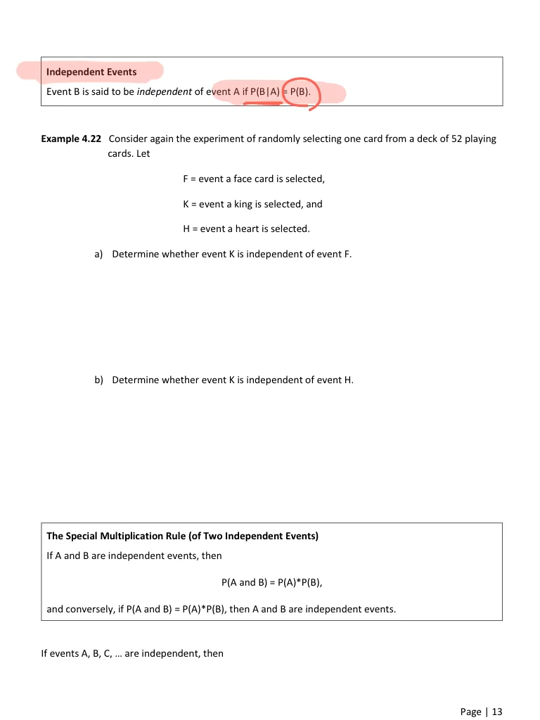 Independent Events
Event B is said to be independent of event A if P(B|A) = P(B).
Example 4.22 Consider again the experiment of randomly selecting one card from a deck of 52 playing
cards. Let
F = event a face card is selected,
K = event a king is selected, and
H = event a heart is selected.
a) Determine whether event K is independent of event F.
b) Determine whether event K is independent of event H.
The Special Multiplication Rule (of Two Independent Events)
If A and B are independent events, then
P(A and B) = P(A)*P(B),
and conversely, if P(A and B) = P(A)*P(B), then A and B are independent events.
If events A, B, C, … are independent, then
Page | 13